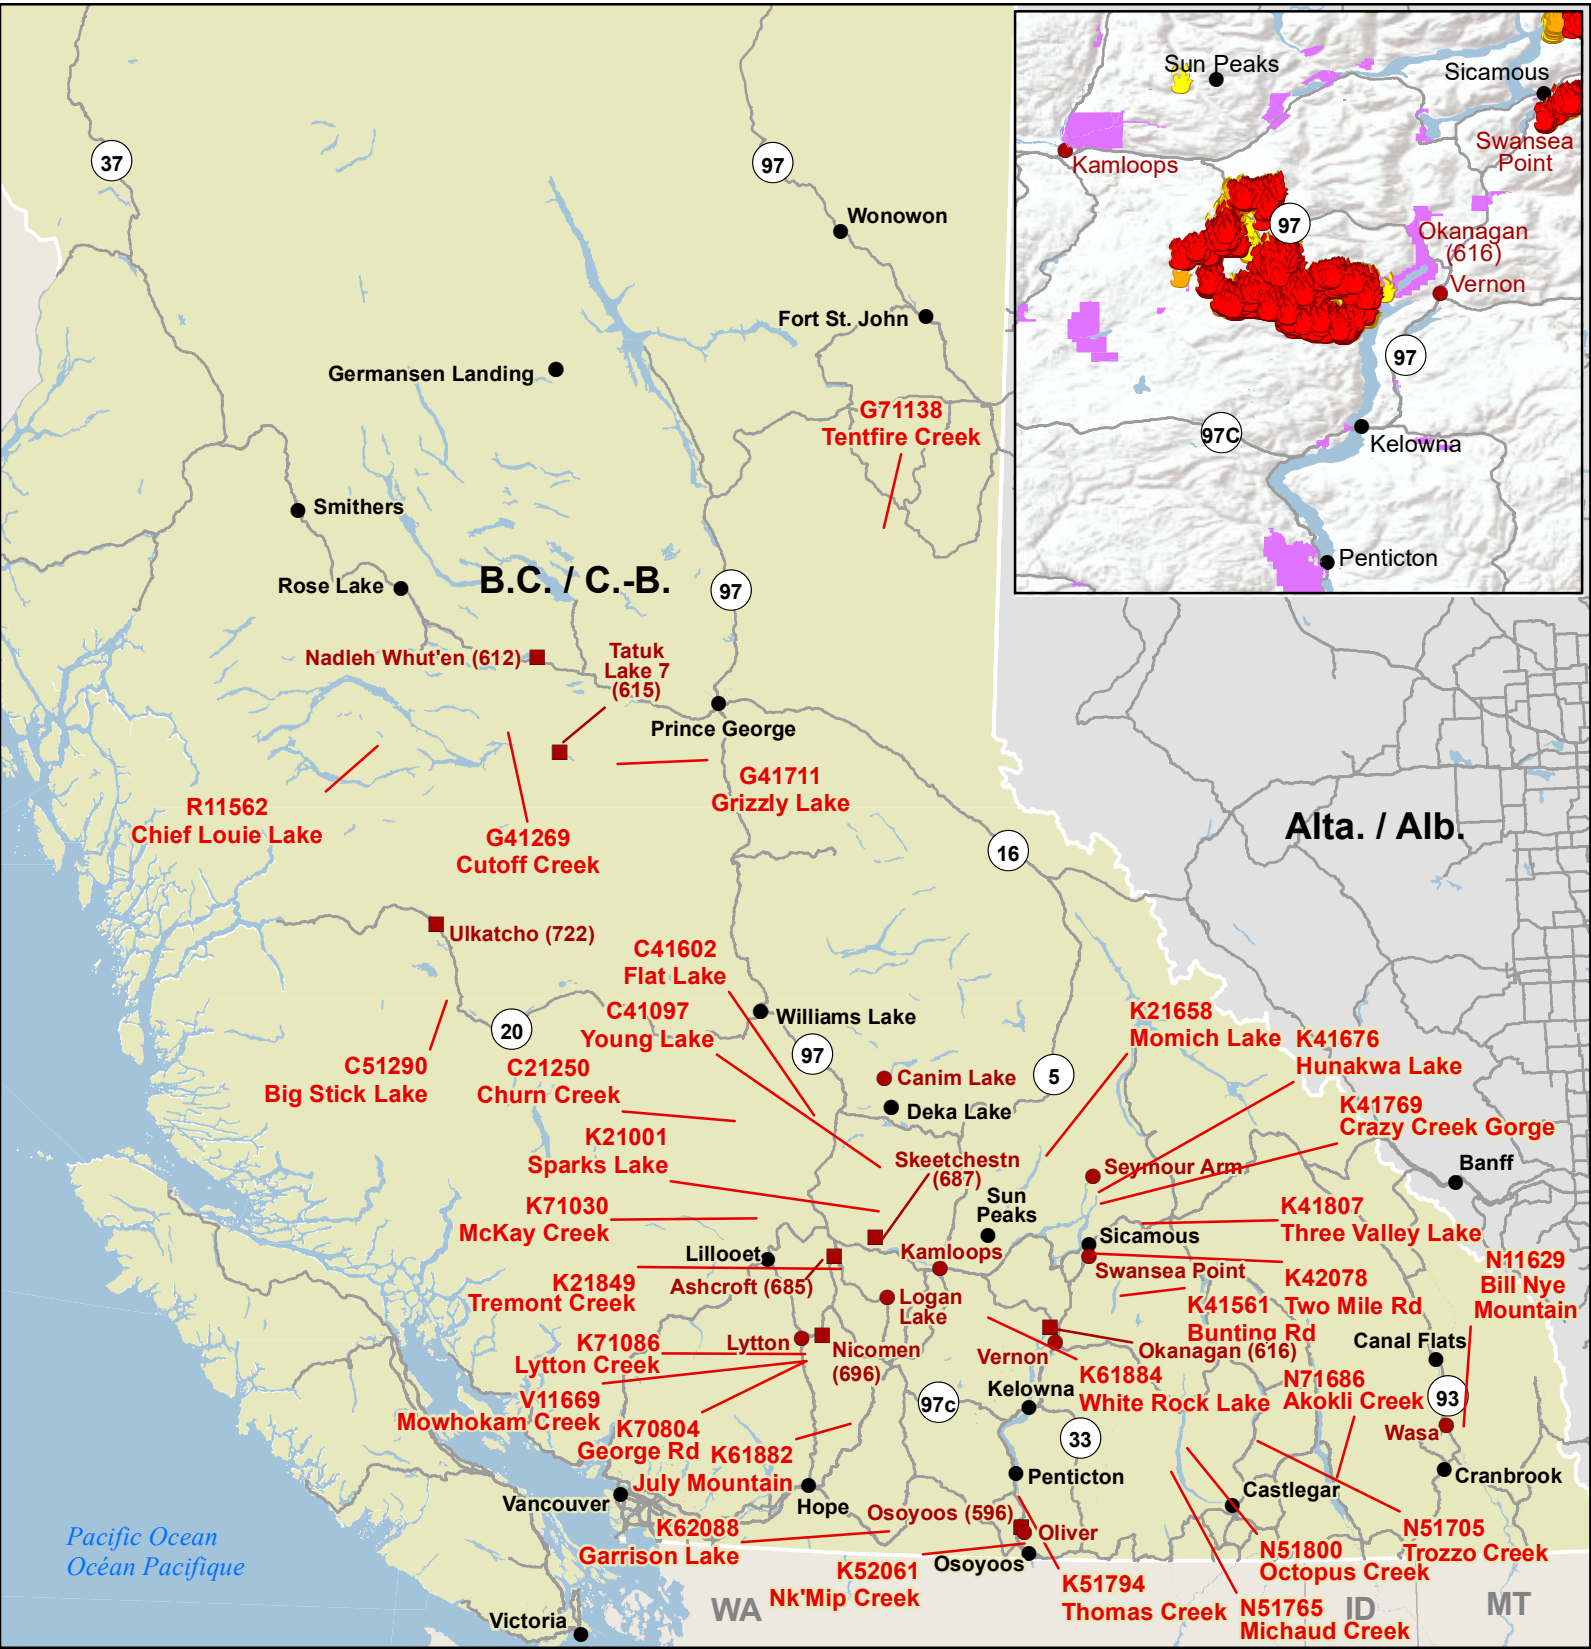 37
97
Wonowon
Fort St. John
Germansen Landing
G71138
Tentfire Creek
Smithers
Rose Lake
B.C. / C.-B.
97
Nadleh Whut'en (612)
Tatuk
Lake 7
(615)
Prince George
R11562
Chief Louie Lake
G41269
Cutoff Creek
G41711
Grizzly Lake
16
Alta. / Alb.
Sun Peaks
Sicamous
Swansea
Point
Kamloops
97
Okanagan
(616)
Vernon
97
97C
Kelowna
Penticton
Ulkatcho (722)
C41602
Flat Lake
20
C41097
Young Lake
Williams Lake
97
K21658
Momich Lake
K41676
Hunakwa Lake
C51290
Big Stick Lake
C21250
Churn Creek
Canim Lake
5
Deka Lake
K41769
Crazy Creek Gorge
K21001
Sparks Lake
Skeetchestn
(687)
Seymour Arm
Banff
K71030
McKay Creek
Sun
Peaks
K41807
Three Valley Lake
Lillooet
Kamloops
Sicamous
Swansea Point
N11629
Bill Nye
Mountain
K21849
Tremont Creek
Ashcroft (685)
Logan
Lake
K42078
Two Mile Rd
K41561
Bunting Rd
K71086
Lytton Creek
Lytton
Nicomen
(696)
Vernon
Okanagan (616)
Canal Flats
V11669
Mowhokam Creek
97c
Kelowna
K61884
White Rock Lake
N71686
Akokli Creek
93
K70804
George Rd
K61882
July Mountain
33
Wasa
Vancouver
Hope
Penticton
Castlegar
Cranbrook
Pacific Ocean
Océan Pacifique
K62088
Garrison Lake
Osoyoos (596)
Oliver
N51705
Trozzo Creek
K52061
Nk'Mip Creek
Osoyoos
K51794
Thomas Creek
N51800
Octopus Creek
N51765
Michaud Creek
Victoria
WA
ID
MT